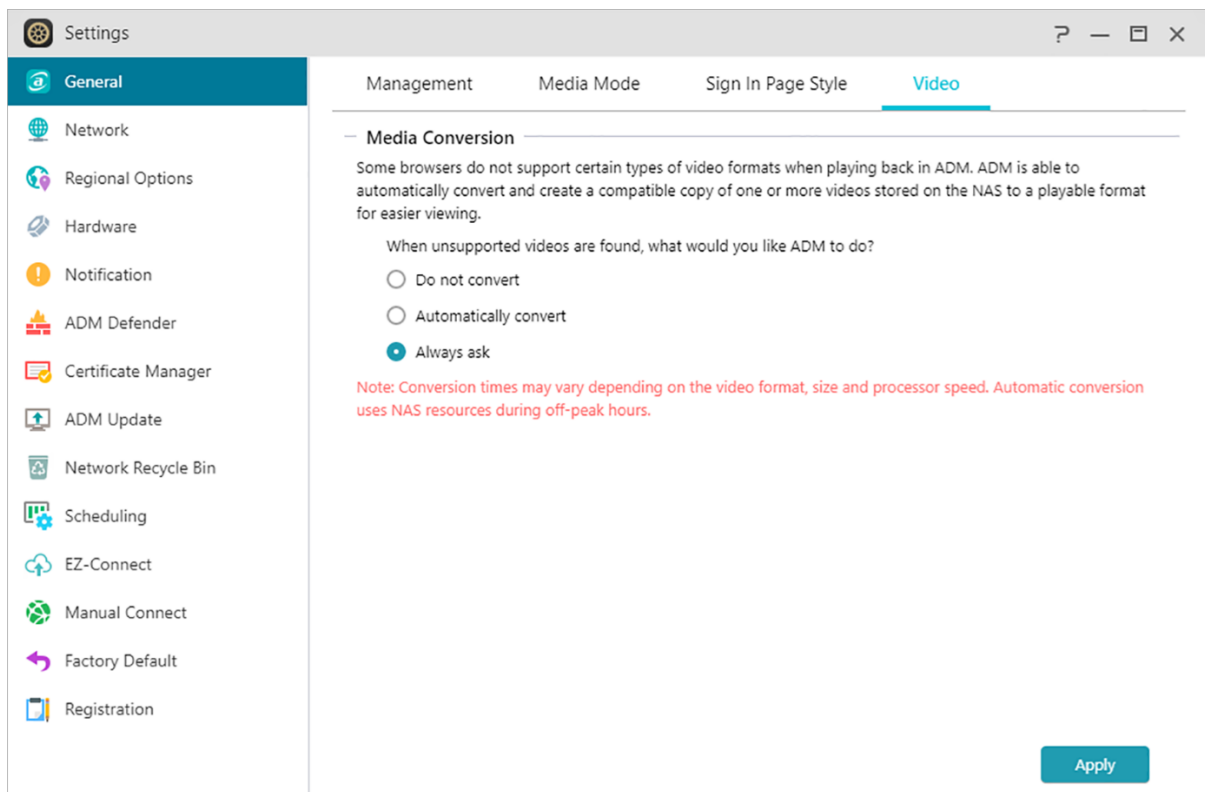 Settings
General
Network
Regional Options
Hardware
Notification
ADM Defender
Certificate Manager
ADM Update
Network Recycle Bin
Scheduling
EZ-Connect
Manual Connect
Factory Default
Registration
Management
Media Mode
Sign In Page Style
Video
Media Conversion
Some browsers do not support certain types of video formats when playing back in ADM. ADM is able to
automatically convert and create a compatible copy of one or more videos stored on the NAS to a playable format
for easier viewing.
When unsupported videos are found, what would you like ADM to do?
Do not convert
Automatically convert
Always ask
Note: Conversion times may vary depending on the video format, size and processor speed. Automatic conversion
uses NAS resources during off-peak hours.
Apply